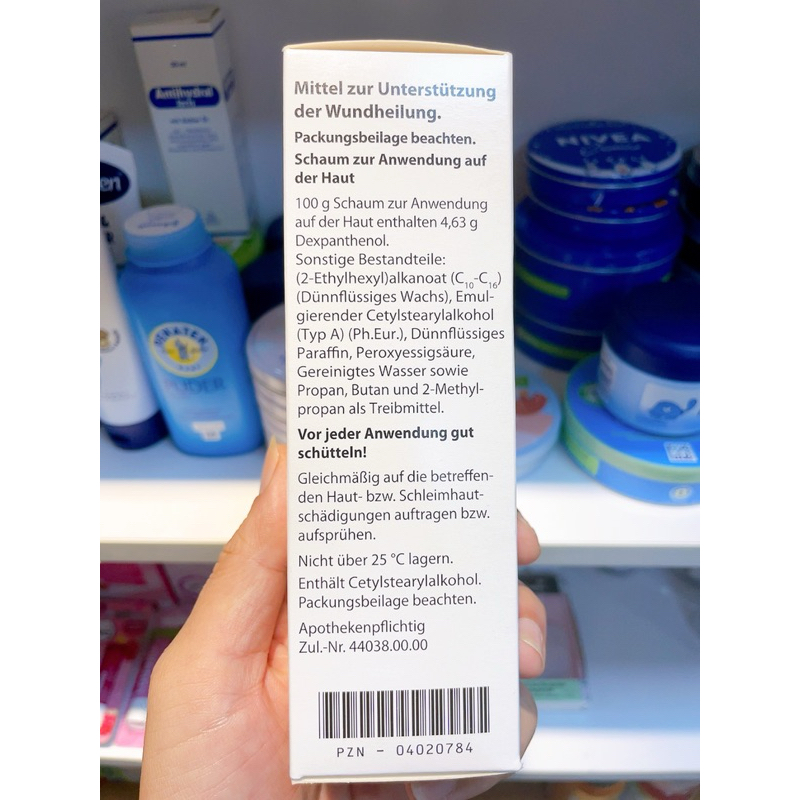 Mittel zur Unterstützung
der Wundheilung.
Packungsbeilage beachten.
Schaum zur Anwendung auf
der Haut
100 g Schaum zur Anwendung
auf der Haut enthalten 4,63 g
Dexpanthenol.
Sonstige Bestandteile:
(2-Ethylhexyl)alkanoat (C10-C16)
(Dünnflüssiges Wachs), Emul-
gierender Cetylstearylalkohol
(Typ A) (Ph.Eur.), Dünnflüssiges
Paraffin, Peroxyessigsäure,
Gereinigtes Wasser sowie
Propan, Butan und 2-Methyl-
propan als Treibmittel.
Vor jeder Anwendung gut
schütteln!
Gleichmäßig auf die betreffen-
den Haut- bzw. Schleimhaut-
schädigungen auftragen bzw.
aufsprühen.
Nicht über 25 °C lagern.
Enthält Cetylstearylalkohol.
Packungsbeilage beachten.
Apothekenpflichtig
Zul.-Nr. 44038.00.00
PZN - 04020784
Antihydral
PENATEN
PUDER
NIVEA